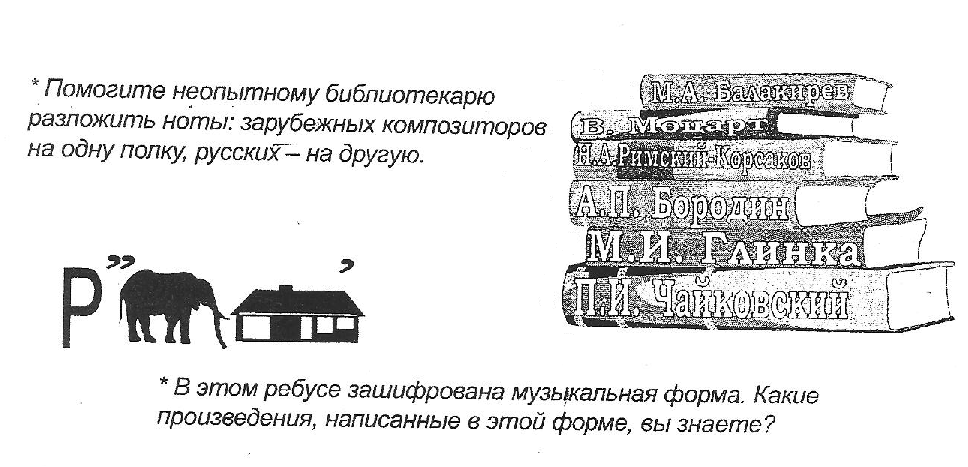 * Помогите неопытному библиотекарю
разложить ноты: зарубежных композиторов
на одну полку, русских – на другую.
М.А. Балакирев
В. Моцарт
Н.А.Римский-Корсаков
А.П. Бородин
М.И. Глинка
П.И. Чайковский
Р ” ’
* В этом ребусе зашифрована музыкальная форма. Какие
произведения, написанные в этой форме, вы знаете?